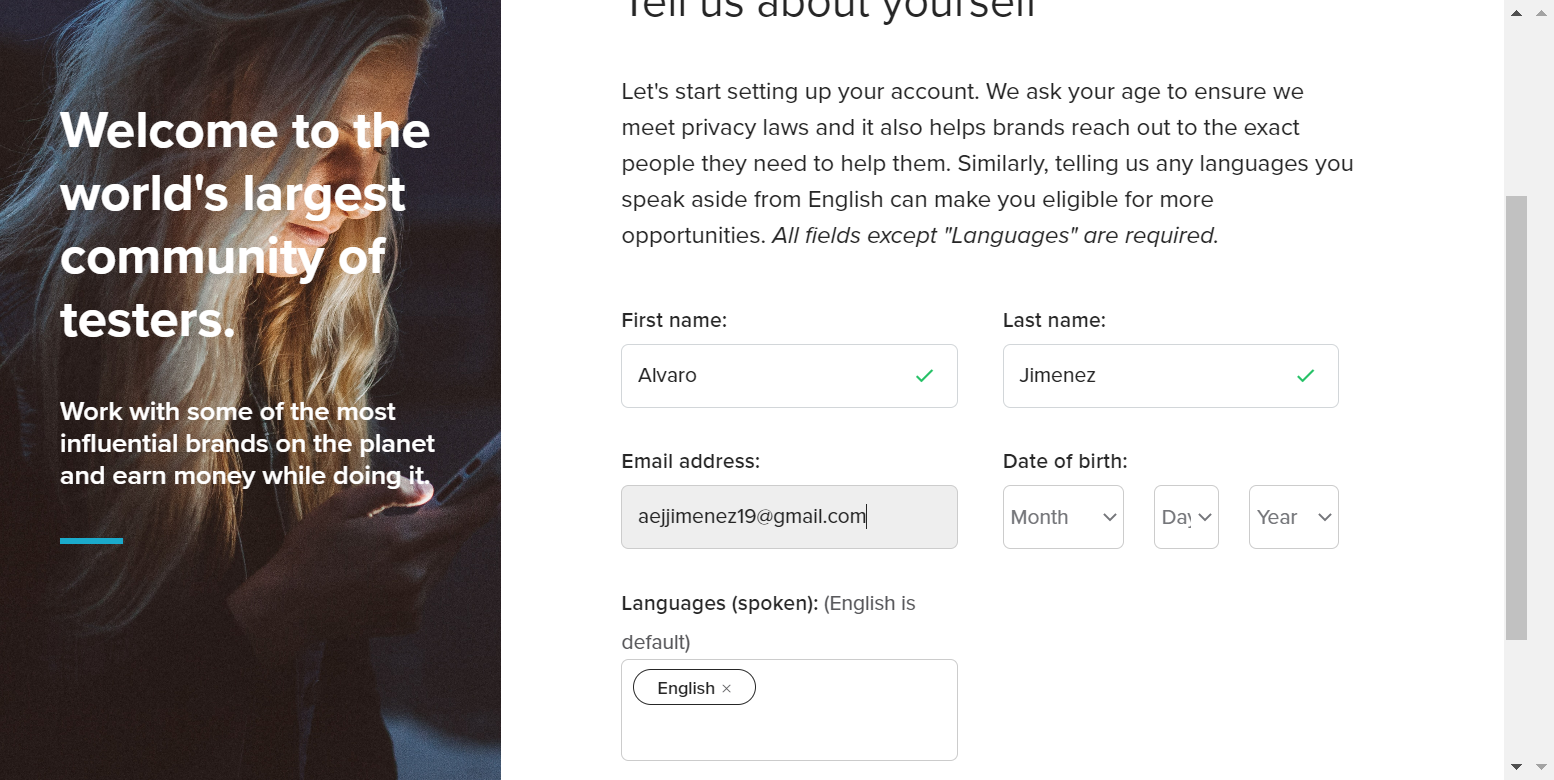 Welcome to the
world's largest
community of
testers.
Work with some of the most
influential brands on the planet
and earn money while doing it.
Tell us about yourself
Let's start setting up your account. We ask your age to ensure we
meet privacy laws and it also helps brands reach out to the exact
people they need to help them. Similarly, telling us any languages you
speak aside from English can make you eligible for more
opportunities. All fields except "Languages" are required.
First name: Last name:
Alvaro Jimenez
Email address: Date of birth:
aejjimenez19@gmail.com Month Day Year
Languages (spoken): (English is
default)
English ×